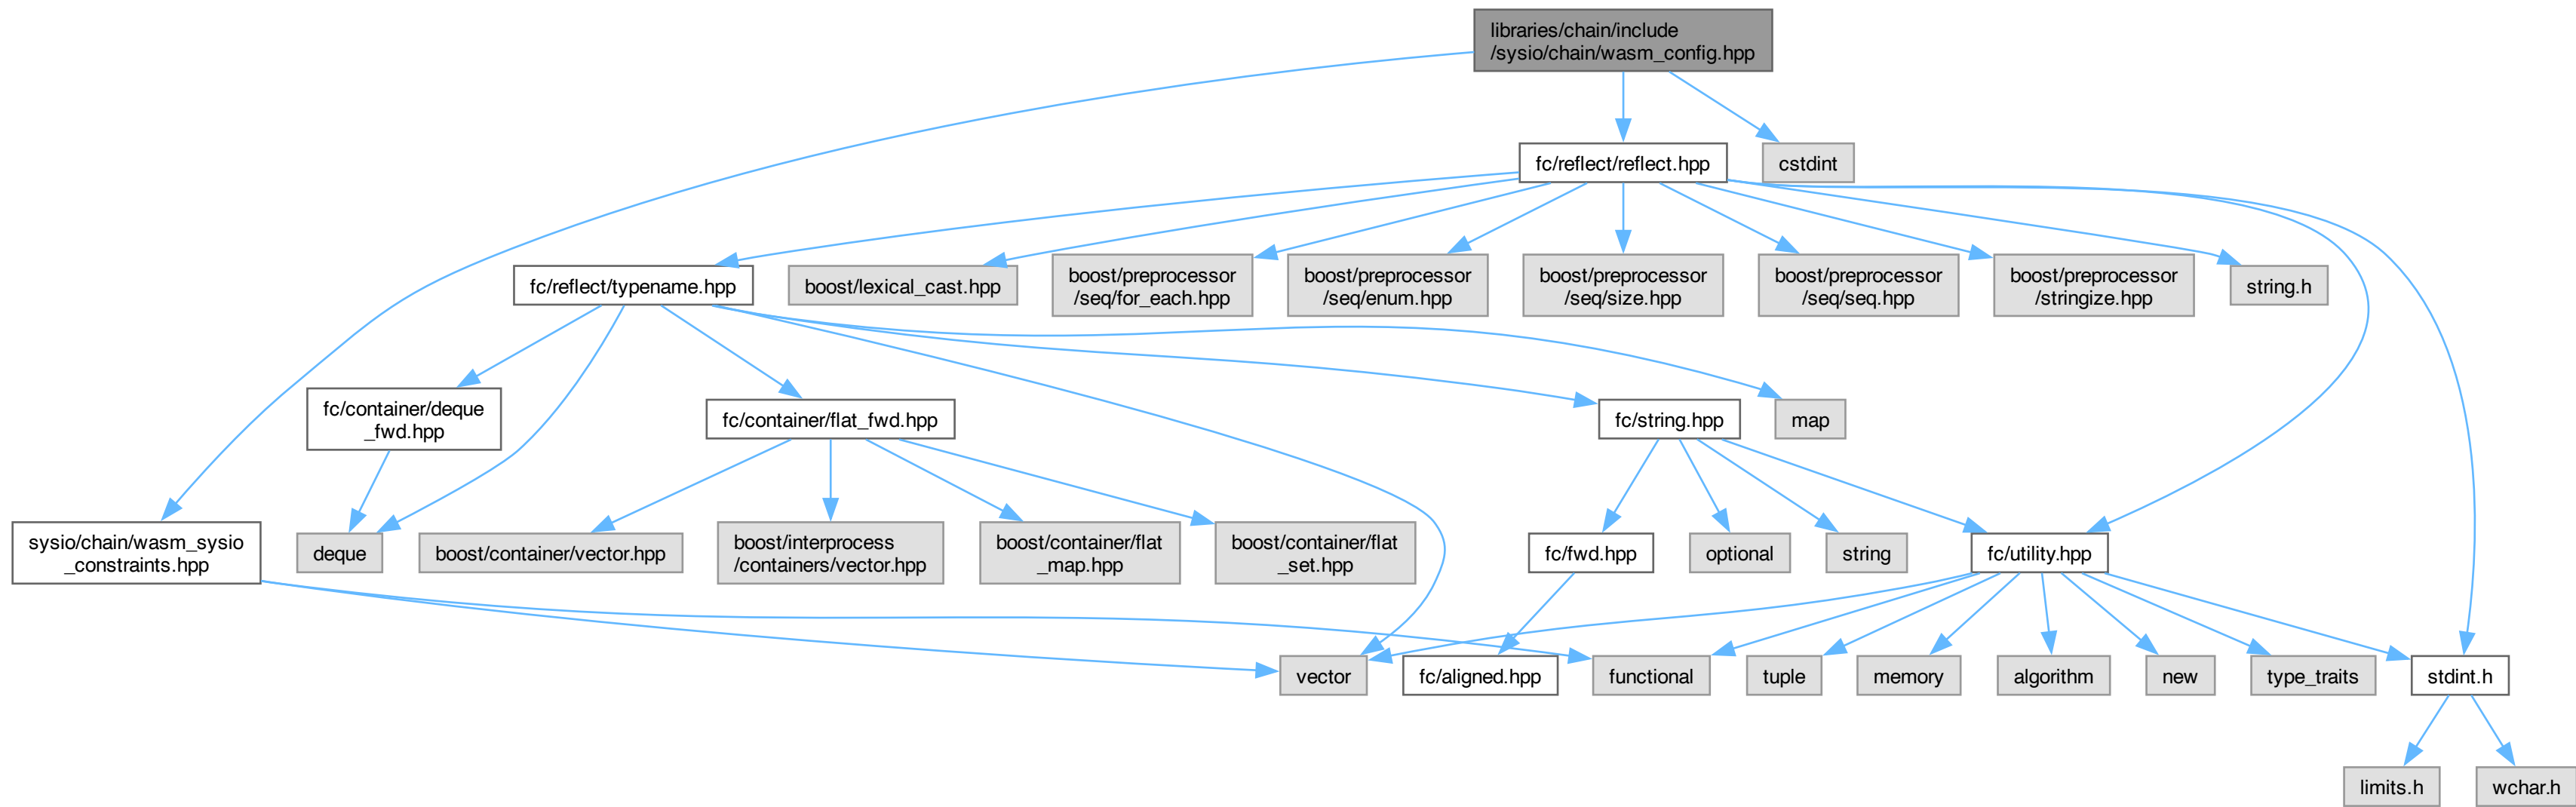 libraries/chain/include
/sysio/chain/wasm_config.hpp
fc/reflect/reflect.hpp
cstdint
fc/reflect/typename.hpp
boost/lexical_cast.hpp
boost/preprocessor
/seq/for_each.hpp
boost/preprocessor
/seq/enum.hpp
boost/preprocessor
/seq/size.hpp
boost/preprocessor
/seq/seq.hpp
boost/preprocessor
/stringize.hpp
string.h
fc/container/deque
_fwd.hpp
fc/container/flat_fwd.hpp
fc/string.hpp
map
sysio/chain/wasm_sysio
_constraints.hpp
deque
boost/container/vector.hpp
boost/interprocess
/containers/vector.hpp
boost/container/flat
_map.hpp
boost/container/flat
_set.hpp
fc/fwd.hpp
optional
string
fc/utility.hpp
vector
fc/aligned.hpp
functional
tuple
memory
algorithm
new
type_traits
stdint.h
limits.h
wchar.h